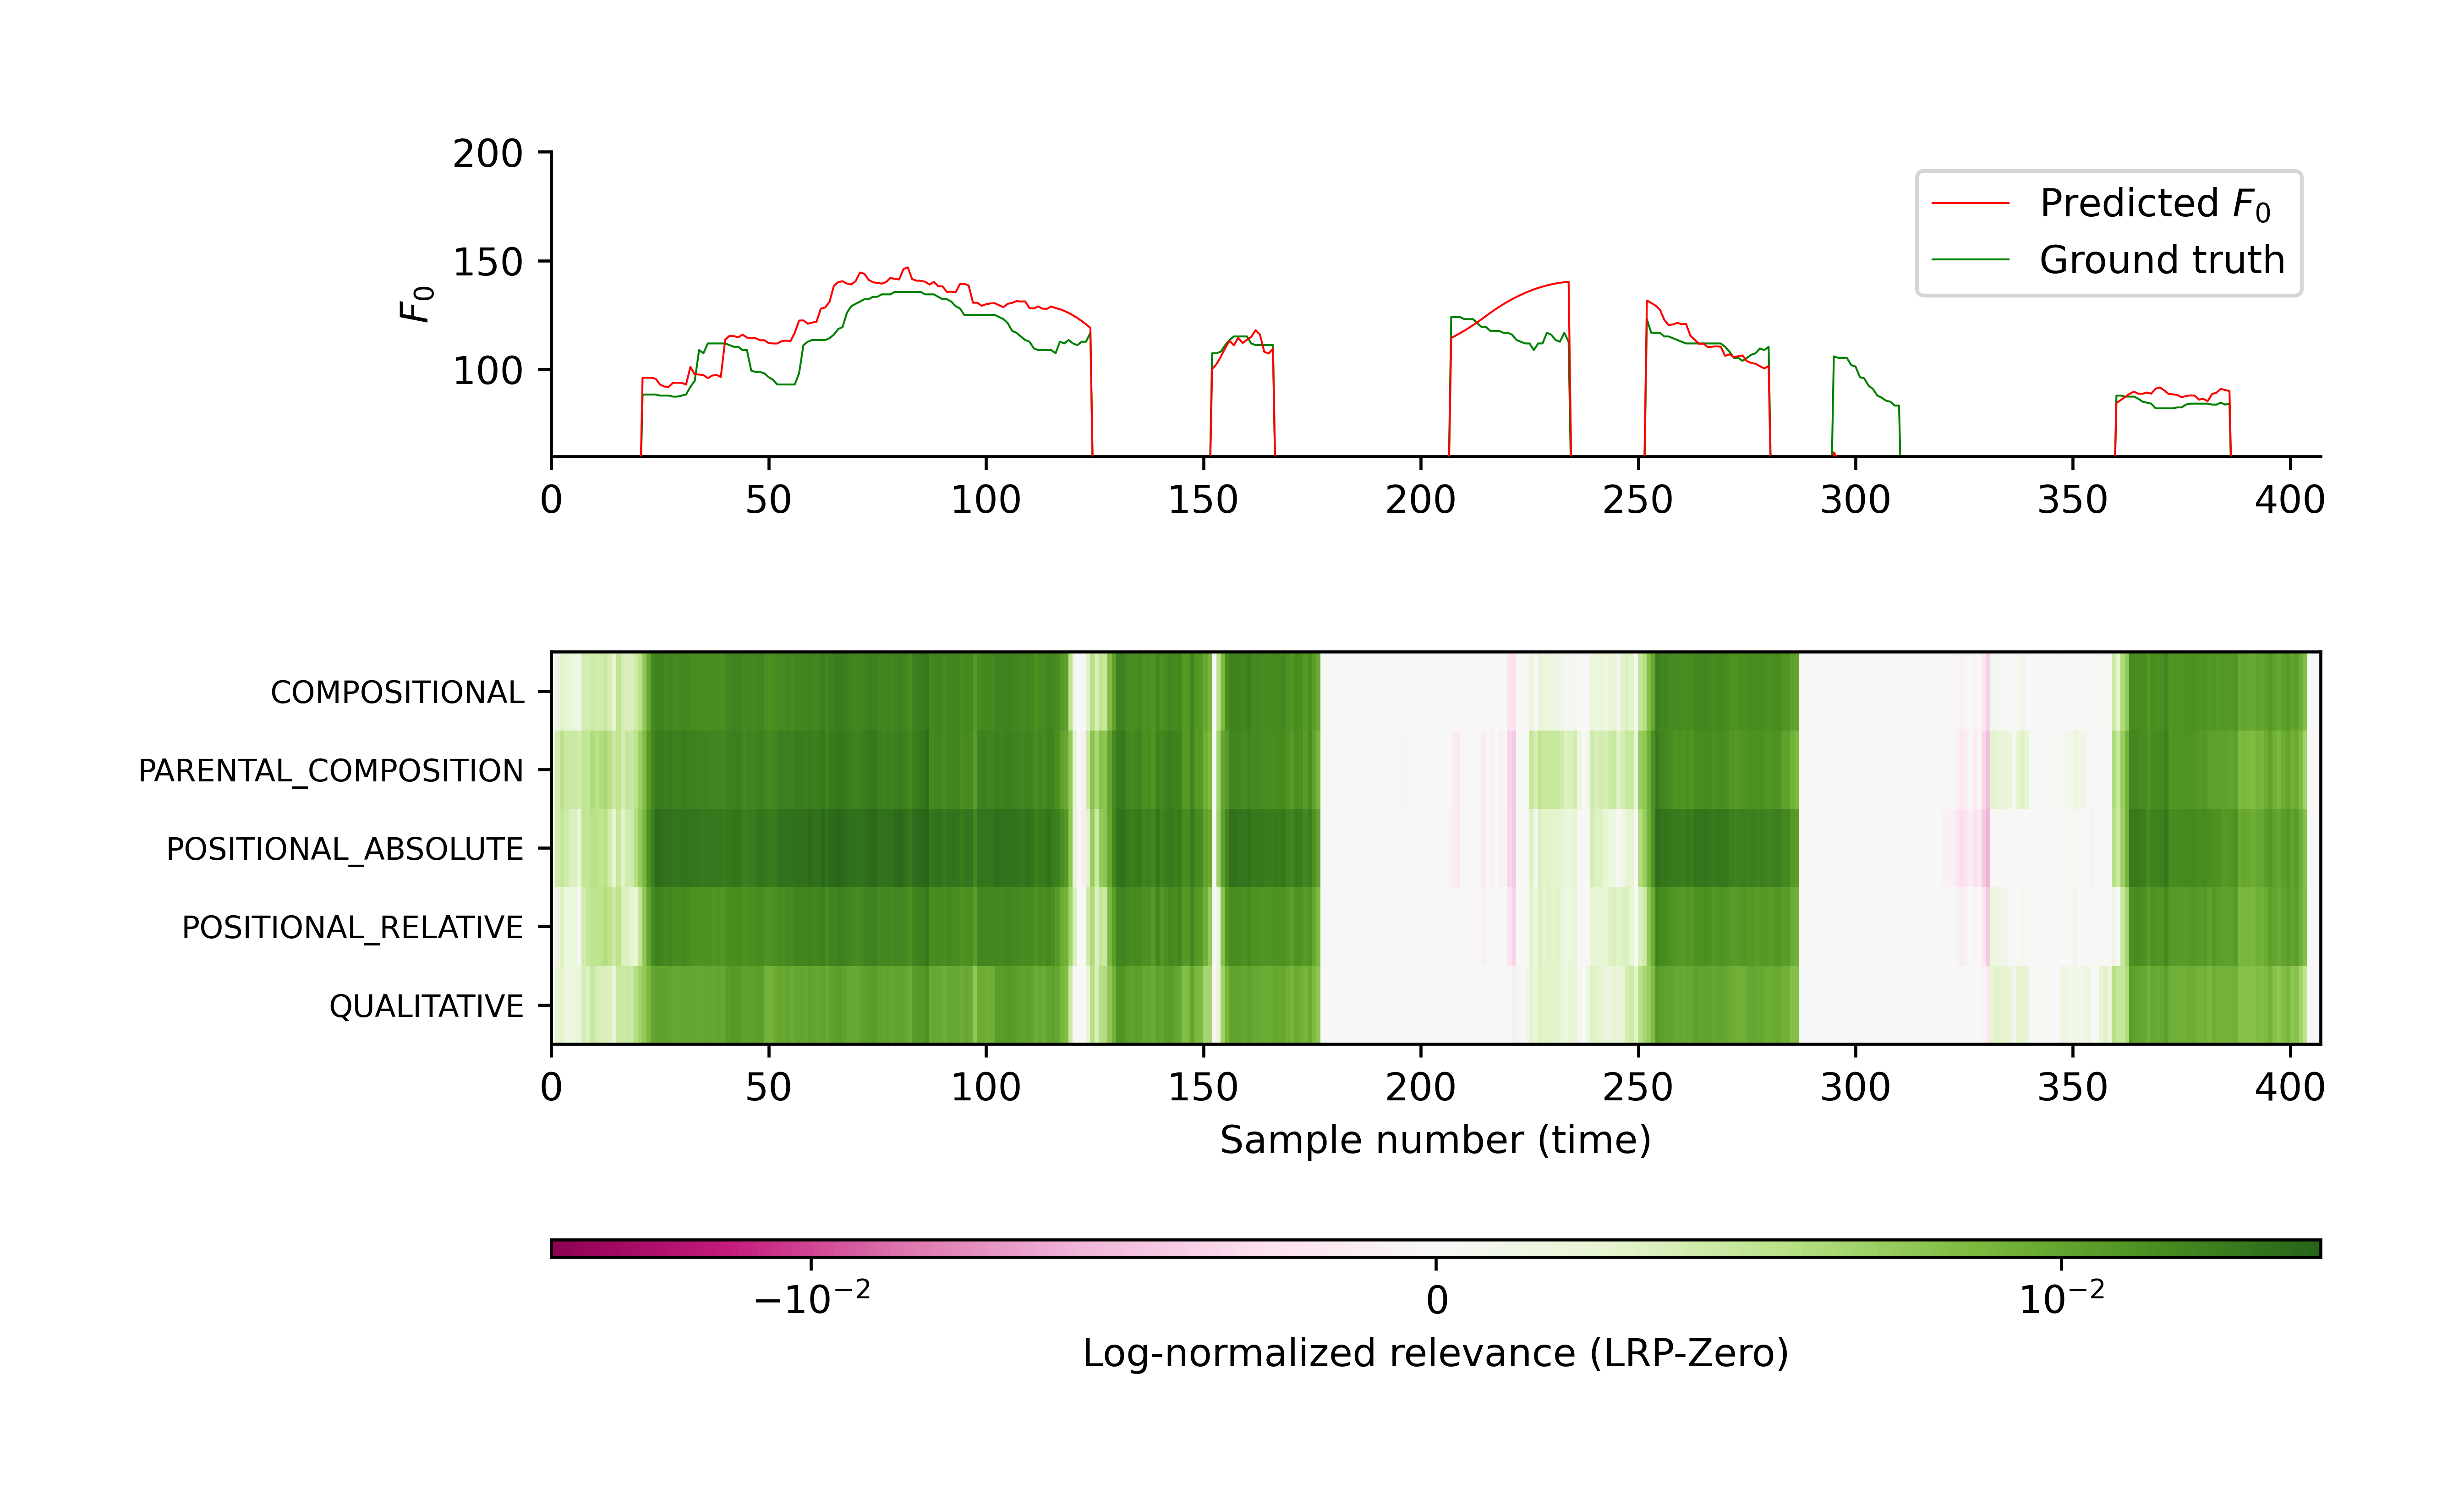 200
150
100
F₀
Predicted F₀
Ground truth
0 50 100 150 200 250 300 350 400
COMPOSITIONAL
PARENTAL_COMPOSITION
POSITIONAL_ABSOLUTE
POSITIONAL_RELATIVE
QUALITATIVE
0 50 100 150 200 250 300 350 400
Sample number (time)
−10⁻² 0 10⁻²
Log-normalized relevance (LRP-Zero)